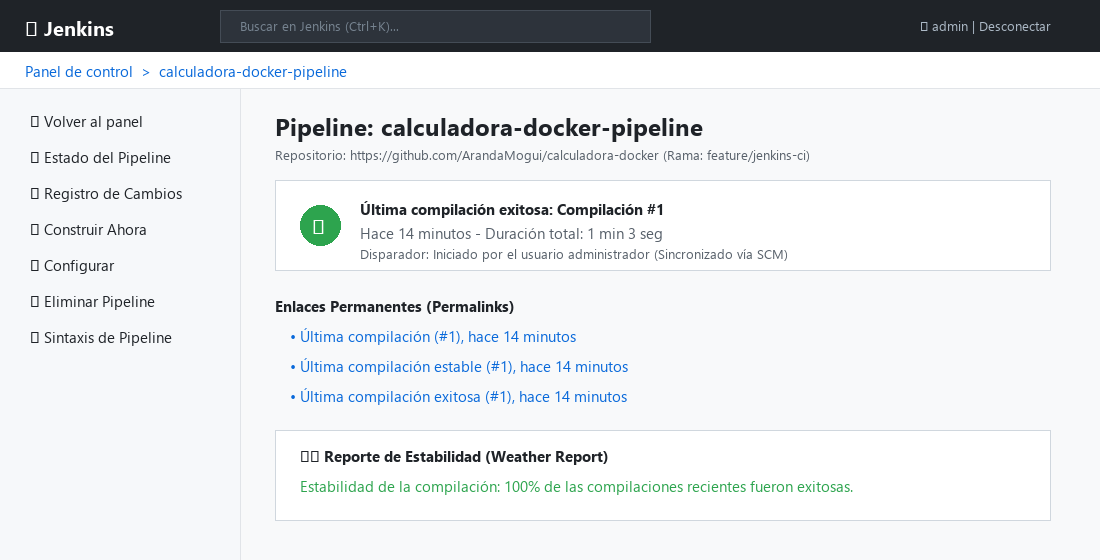 Jenkins
Buscar en Jenkins (Ctrl+K)...
admin | Desconectar
Panel de control > calculadora-docker-pipeline
Volver al panel
Estado del Pipeline
Registro de Cambios
Construir Ahora
Configurar
Eliminar Pipeline
Sintaxis de Pipeline
Pipeline: calculadora-docker-pipeline
Repositorio: https://github.com/ArandaMogui/calculadora-docker (Rama: feature/jenkins-ci)
Última compilación exitosa: Compilación #1
Hace 14 minutos - Duración total: 1 min 3 seg
Disparador: Iniciado por el usuario administrador (Sincronizado vía SCM)
Enlaces Permanentes (Permalinks)
• Última compilación (#1), hace 14 minutos
• Última compilación estable (#1), hace 14 minutos
• Última compilación exitosa (#1), hace 14 minutos
Reporte de Estabilidad (Weather Report)
Estabilidad de la compilación: 100% de las compilaciones recientes fueron exitosas.